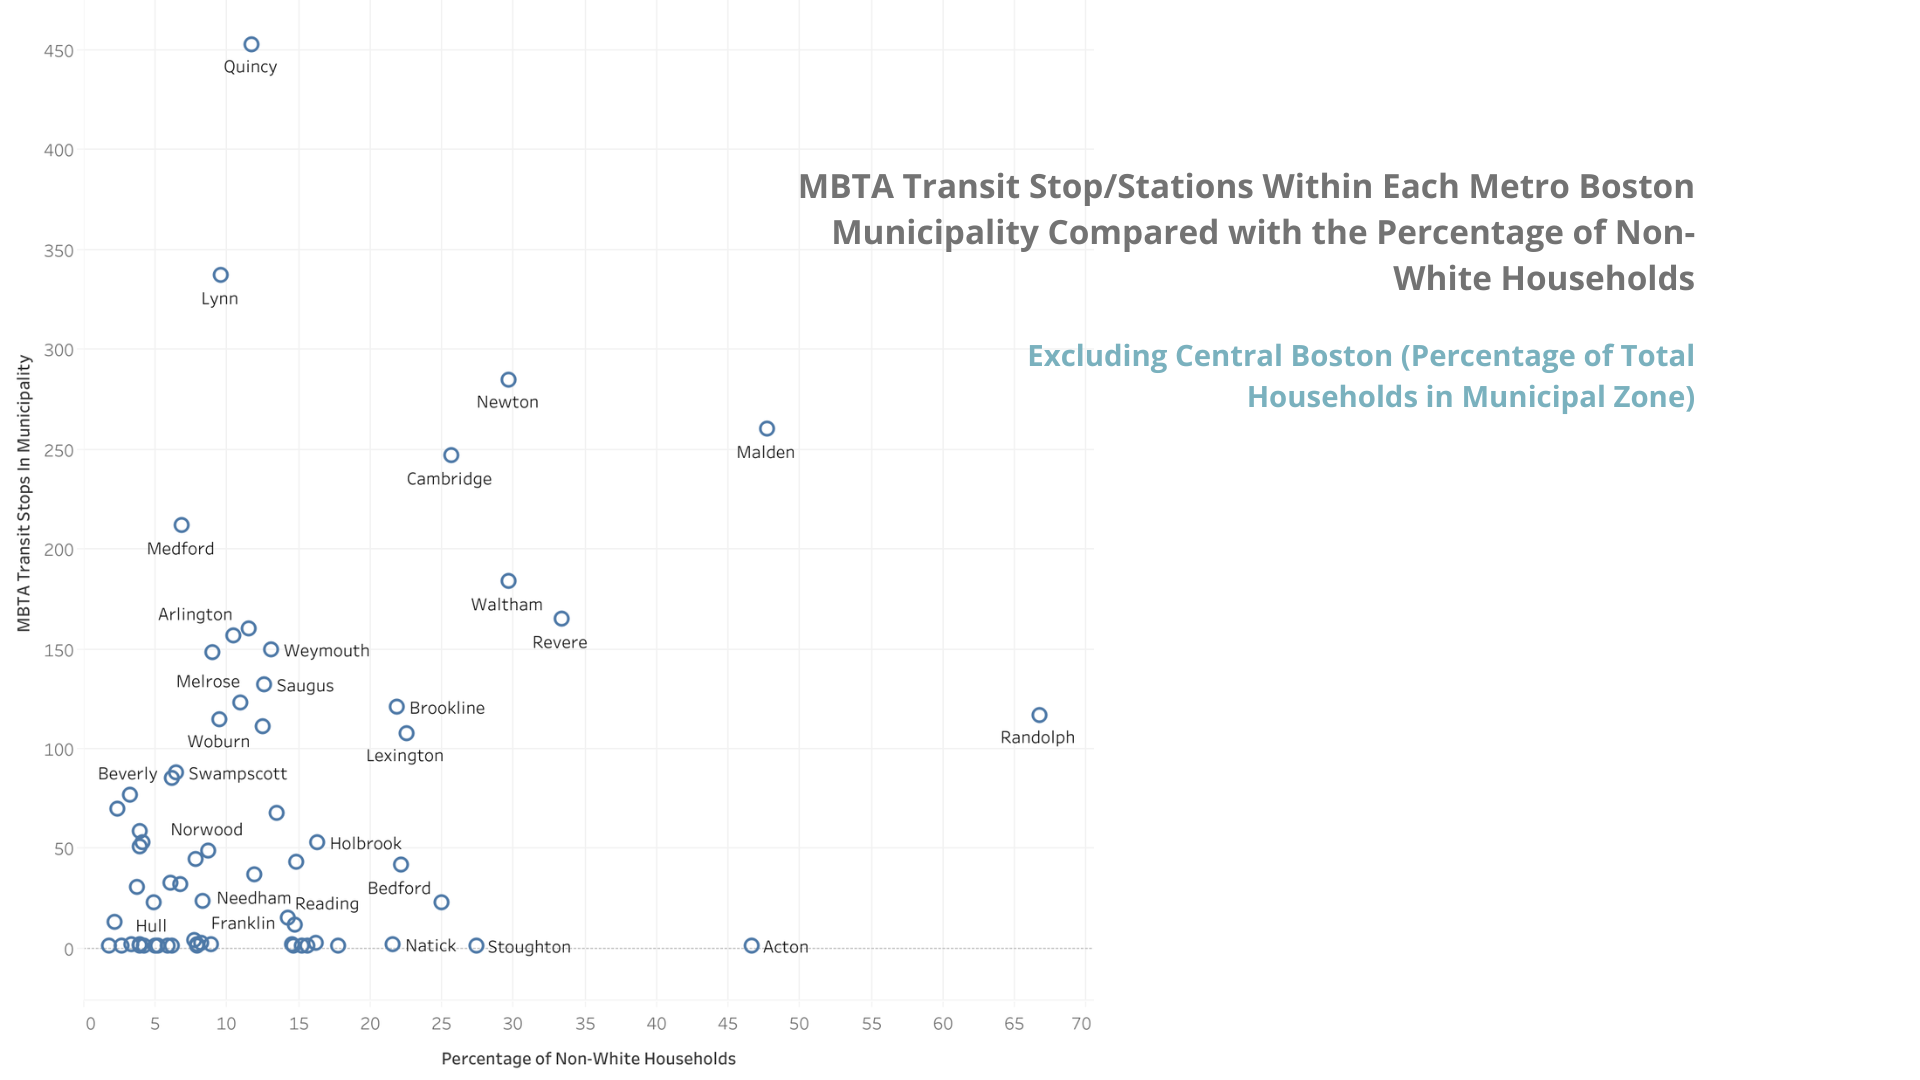 450
Quincy
400
MBTA Transit Stop/Stations Within Each Metro Boston
Municipality Compared with the Percentage of Non-
White Households
350
Lynn
300
Excluding Central Boston (Percentage of Total
Households in Municipal Zone)
Newton
250
Malden
Cambridge
200
Medford
MBTA Transit Stops In Municipality
Waltham
Arlington
Revere
150
Weymouth
Melrose
Saugus
Brookline
Woburn
Randolph
100
Lexington
Beverly
Swampscott
Norwood
50
Holbrook
Bedford
Needham
Reading
Hull
Franklin
0
Natick
Stoughton
Acton
0 5 10 15 20 25 30 35 40 45 50 55 60 65 70
Percentage of Non-White Households